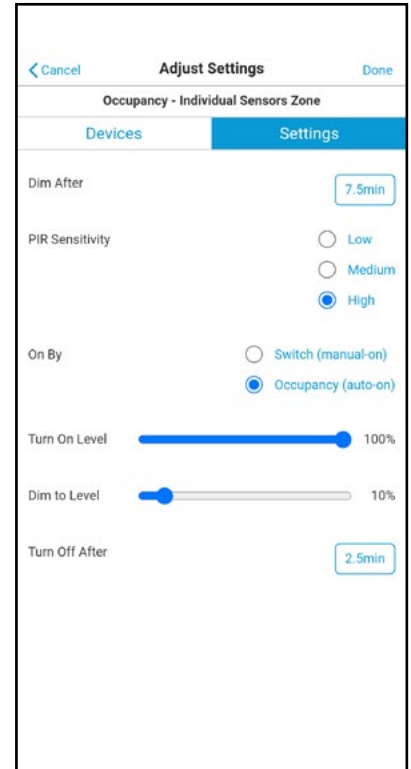 Cancel Adjust Settings Done
Occupancy - Individual Sensors Zone
Devices Settings
Dim After 7.5min
PIR Sensitivity Low
Medium
High
On By Switch (manual-on)
Occupancy (auto-on)
Turn On Level 100%
Dim to Level 10%
Turn Off After 2.5min